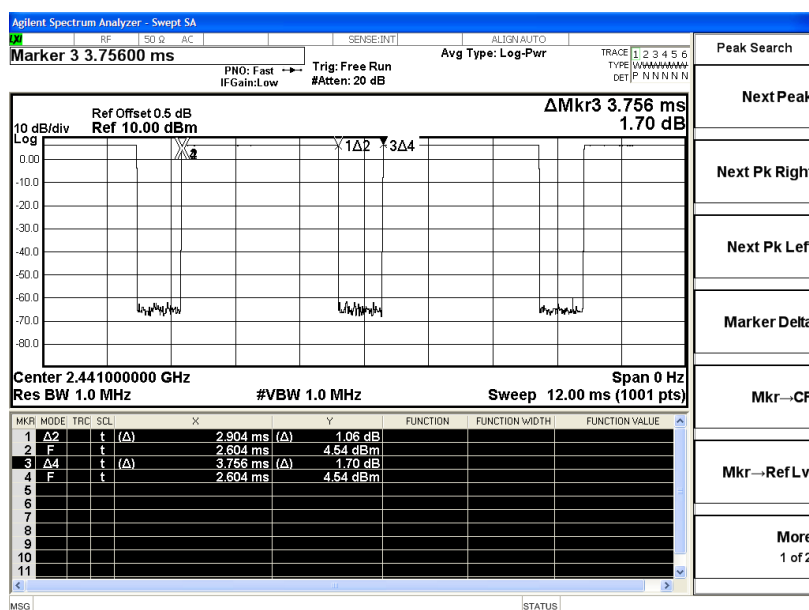 Agilent Spectrum Analyzer - Swept SA
LXI RF 50 Ω AC SENSE:INT ALIGN AUTO
Marker 3 3.75600 ms
PNO: Fast
IFGain:Low
Trig: Free Run
#Atten: 20 dB
Avg Type: Log-Pwr
TRACE 1 2 3 4 5 6
TYPE WWWWWW
DET P N N N N N
Peak Search
Next Peak
Next Pk Right
Next Pk Left
Marker Delta
Mkr→CF
Mkr→Ref Lv
More
1 of 2
ΔMkr3 3.756 ms
1.70 dB
Ref Offset 0.5 dB
10 dB/div Ref 10.00 dBm
Log
0.00
-10.0
-20.0
-30.0
-40.0
-50.0
-60.0
-70.0
-80.0
1Δ2 3Δ4
Center 2.441000000 GHz Span 0 Hz
Res BW 1.0 MHz #VBW 1.0 MHz Sweep 12.00 ms (1001 pts)
MKR MODE TRC SCL X Y FUNCTION FUNCTION WIDTH FUNCTION VALUE
1 Δ2 t (Δ) 2.904 ms (Δ) 1.06 dB
2 F t 2.604 ms 4.54 dBm
3 Δ4 t (Δ) 3.756 ms (Δ) 1.70 dB
4 F t 2.604 ms 4.54 dBm
5
6
7
8
9
10
11
MSG STATUS